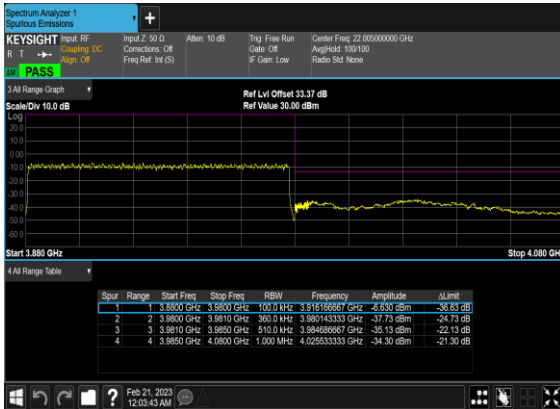 Spectrum Analyzer 1
Spurious Emissions
+
KEYSIGHT Input: RF Input Z: 50 Ω Atten: 10 dB Trig: Free Run Center Freq: 22.005000000 GHz
R T Coupling: DC Corrections: Off Gate: Off Avg|Hold: 100/100
Align: Off Freq Ref: Int (S) IF Gain: Low Radio Std: None
PASS
3 All Range Graph
Ref Lvl Offset 33.37 dB
Scale/Div 10.0 dB Ref Value 30.00 dBm
Log
20.0
10.0
0.00
-10.0
-20.0
-30.0
-40.0
-50.0
-60.0
Start 3.880 GHz Stop 4.080 GH
4 All Range Table
Spur Range Start Freq Stop Freq RBW Frequency Amplitude ΔLimit
1 1 3.8800 GHz 3.9800 GHz 100.0 kHz 3.916166667 GHz -6.630 dBm -36.63 dB
2 2 3.9800 GHz 3.9810 GHz 360.0 kHz 3.980143333 GHz -37.73 dBm -24.73 dB
3 3 3.9810 GHz 3.9850 GHz 510.0 kHz 3.984686667 GHz -35.13 dBm -22.13 dB
4 4 3.9850 GHz 4.0800 GHz 1.000 MHz 4.025533333 GHz -34.30 dBm -21.30 dB
? Feb 21, 2023
12:03:43 AM